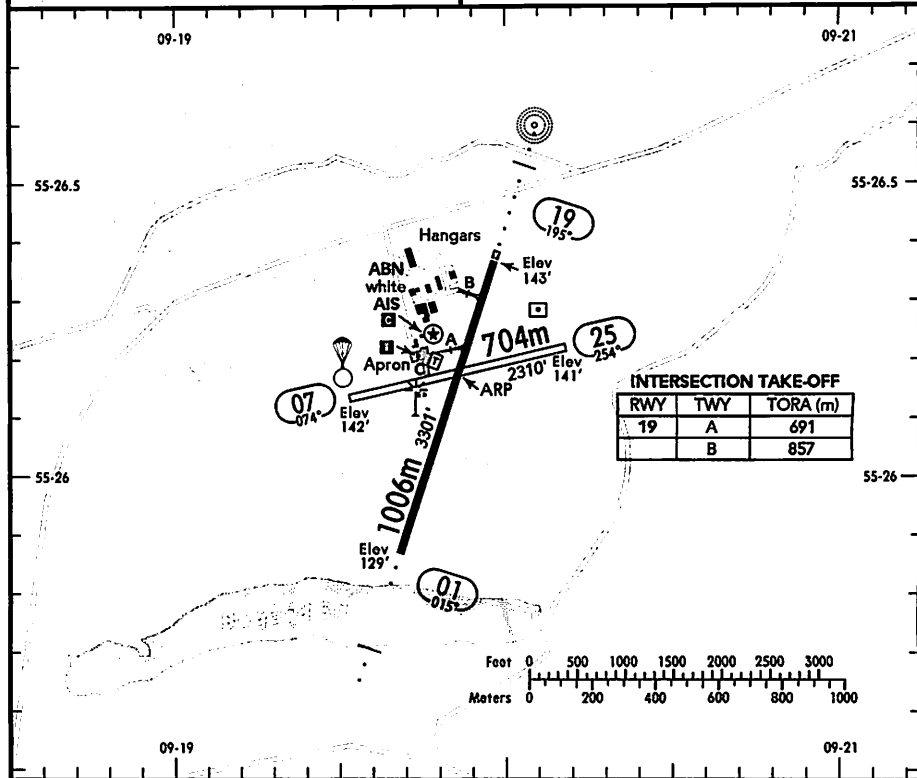 09-19
09-21
55-26.5
55-26.5
19
195°
Hangars
Elev
143'
ABN
white
AIS
B
C
A
704m
25
254°
Apron
T
C
2310'
Elev
141'
ARP
07
074°
Elev
142'
INTERSECTION TAKE-OFF
RWY TWY TORA (m)
19 A 691
B 857
3301'
1006m
55-26
55-26
Elev
129'
01
015°
Feet 0 500 1000 1500 2000 2500 3000
Meters 0 200 400 600 800 1000
09-19
09-21